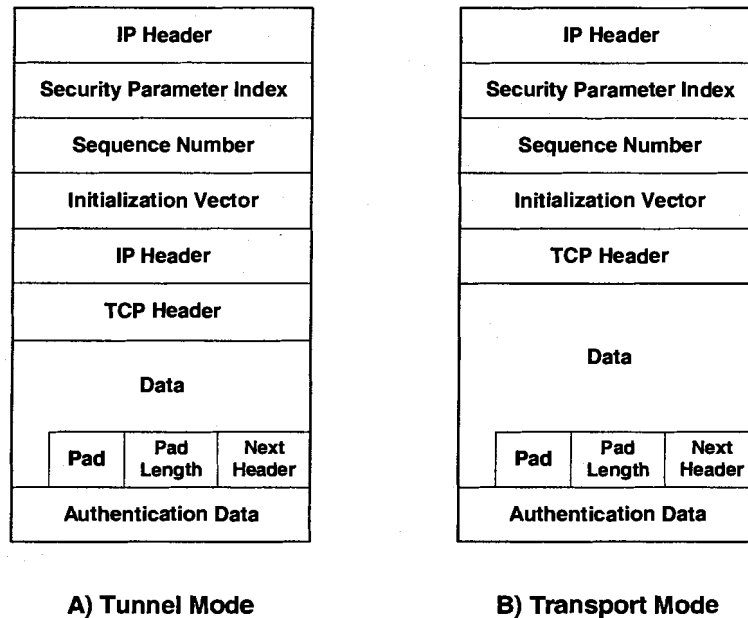 IP Header
Security Parameter Index
Sequence Number
Initialization Vector
IP Header
TCP Header
Data
Pad
Pad
Length
Next
Header
Authentication Data
A) Tunnel Mode
IP Header
Security Parameter Index
Sequence Number
Initialization Vector
TCP Header
Data
Pad
Pad
Length
Next
Header
Authentication Data
B) Transport Mode